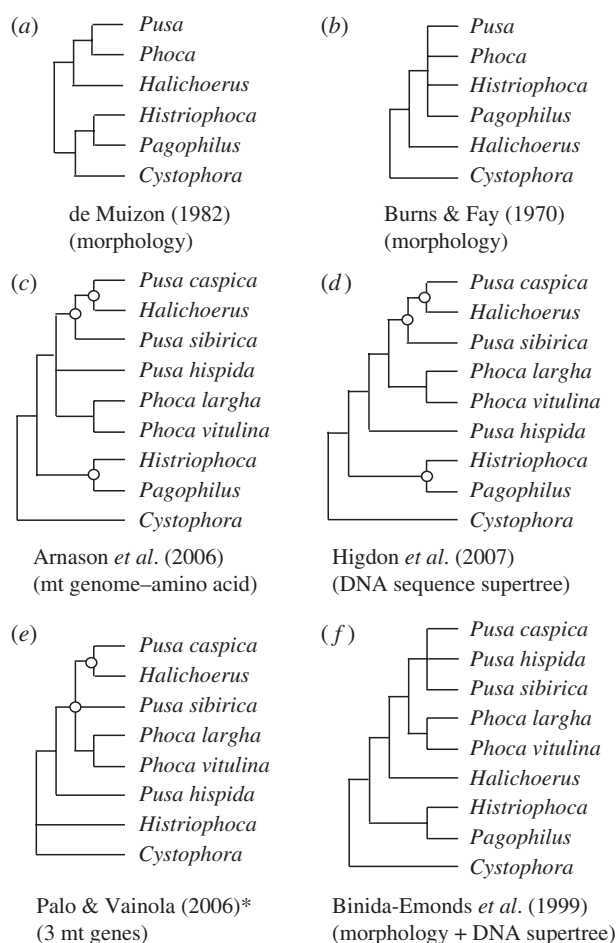 (a)
Pusa
Phoca
Halichoerus
Histriophoca
Pagophilus
Cystophora
de Muizon (1982)
(morphology)
(b)
Pusa
Phoca
Histriophoca
Pagophilus
Halichoerus
Cystophora
Burns & Fay (1970)
(morphology)
(c)
Pusa caspica
Halichoerus
Pusa sibirica
Pusa hispida
Phoca largha
Phoca vitulina
Histriophoca
Pagophilus
Cystophora
Arnason et al. (2006)
(mt genome–amino acid)
(d)
Pusa caspica
Halichoerus
Pusa sibirica
Phoca largha
Phoca vitulina
Pusa hispida
Histriophoca
Pagophilus
Cystophora
Higdon et al. (2007)
(DNA sequence supertree)
(e)
Pusa caspica
Halichoerus
Pusa sibirica
Phoca largha
Phoca vitulina
Pusa hispida
Histriophoca
Cystophora
Palo & Vainola (2006)*
(3 mt genes)
(f)
Pusa caspica
Pusa hispida
Pusa sibirica
Phoca largha
Phoca vitulina
Halichoerus
Histriophoca
Pagophilus
Cystophora
Binida-Emonds et al. (1999)
(morphology + DNA supertree)